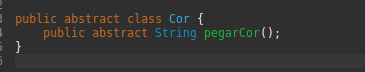 public abstract class Cor {
    public abstract String pegarCor();
}